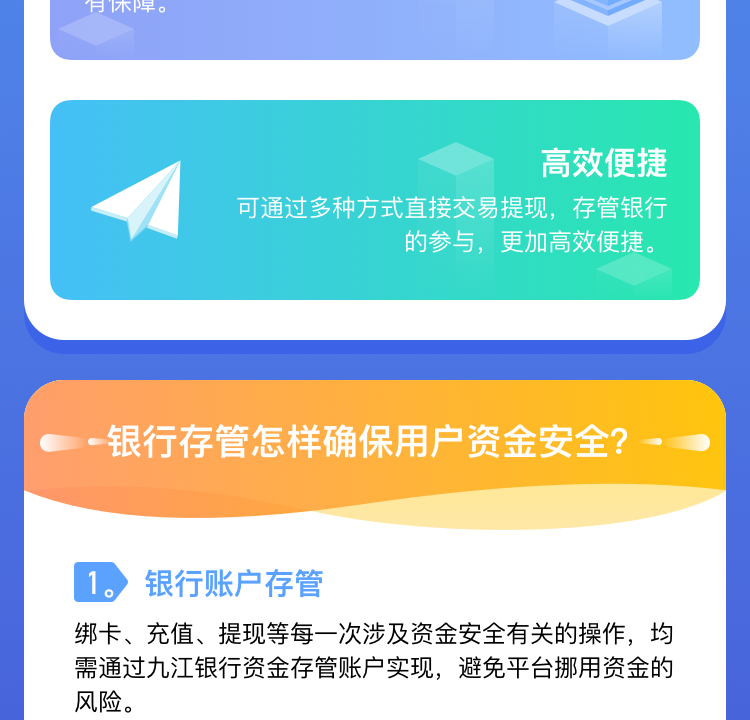 有保障。
高效便捷
可通过多种方式直接交易提现，存管银行
的参与，更加高效便捷。
银行存管怎样确保用户资金安全？
1。 银行账户存管
绑卡、充值、提现等每一次涉及资金安全有关的操作，均
需通过九江银行资金存管账户实现，避免平台挪用资金的
风险。